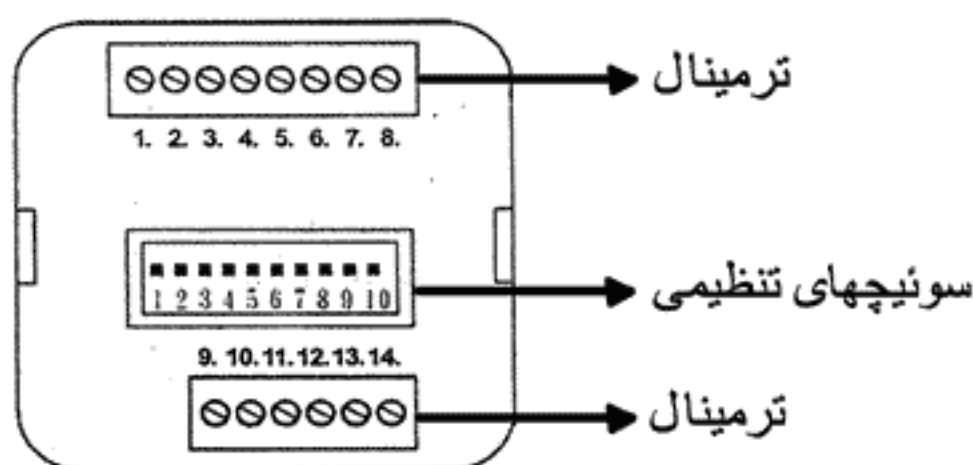 ترمینال
1. 2. 3. 4. 5. 6. 7. 8.
سوئیچهای تنظیمی
1 2 3 4 5 6 7 8 9 10
9. 10. 11. 12. 13. 14.
ترمینال